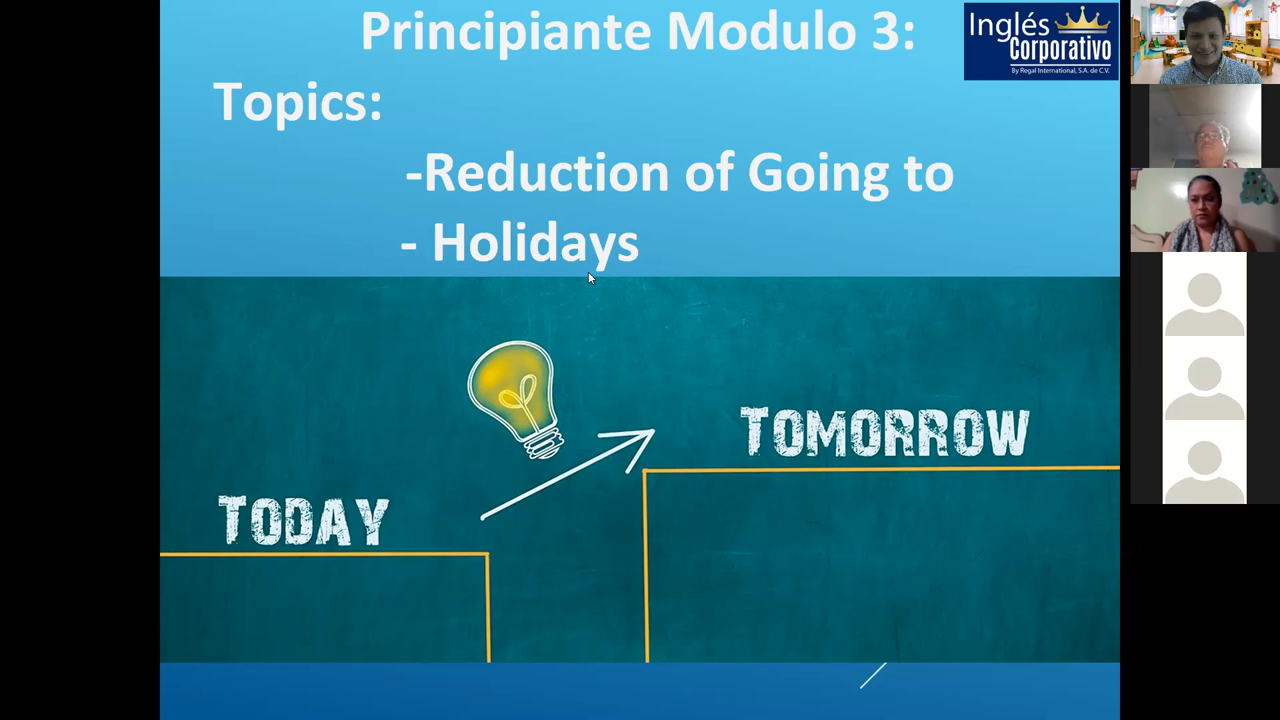 Principiante Modulo 3:
Topics:
-Reduction of Going to
- Holidays
Inglés
Corporativo
By Regal International, S.A. de C.V.
TOMORROW
TODAY